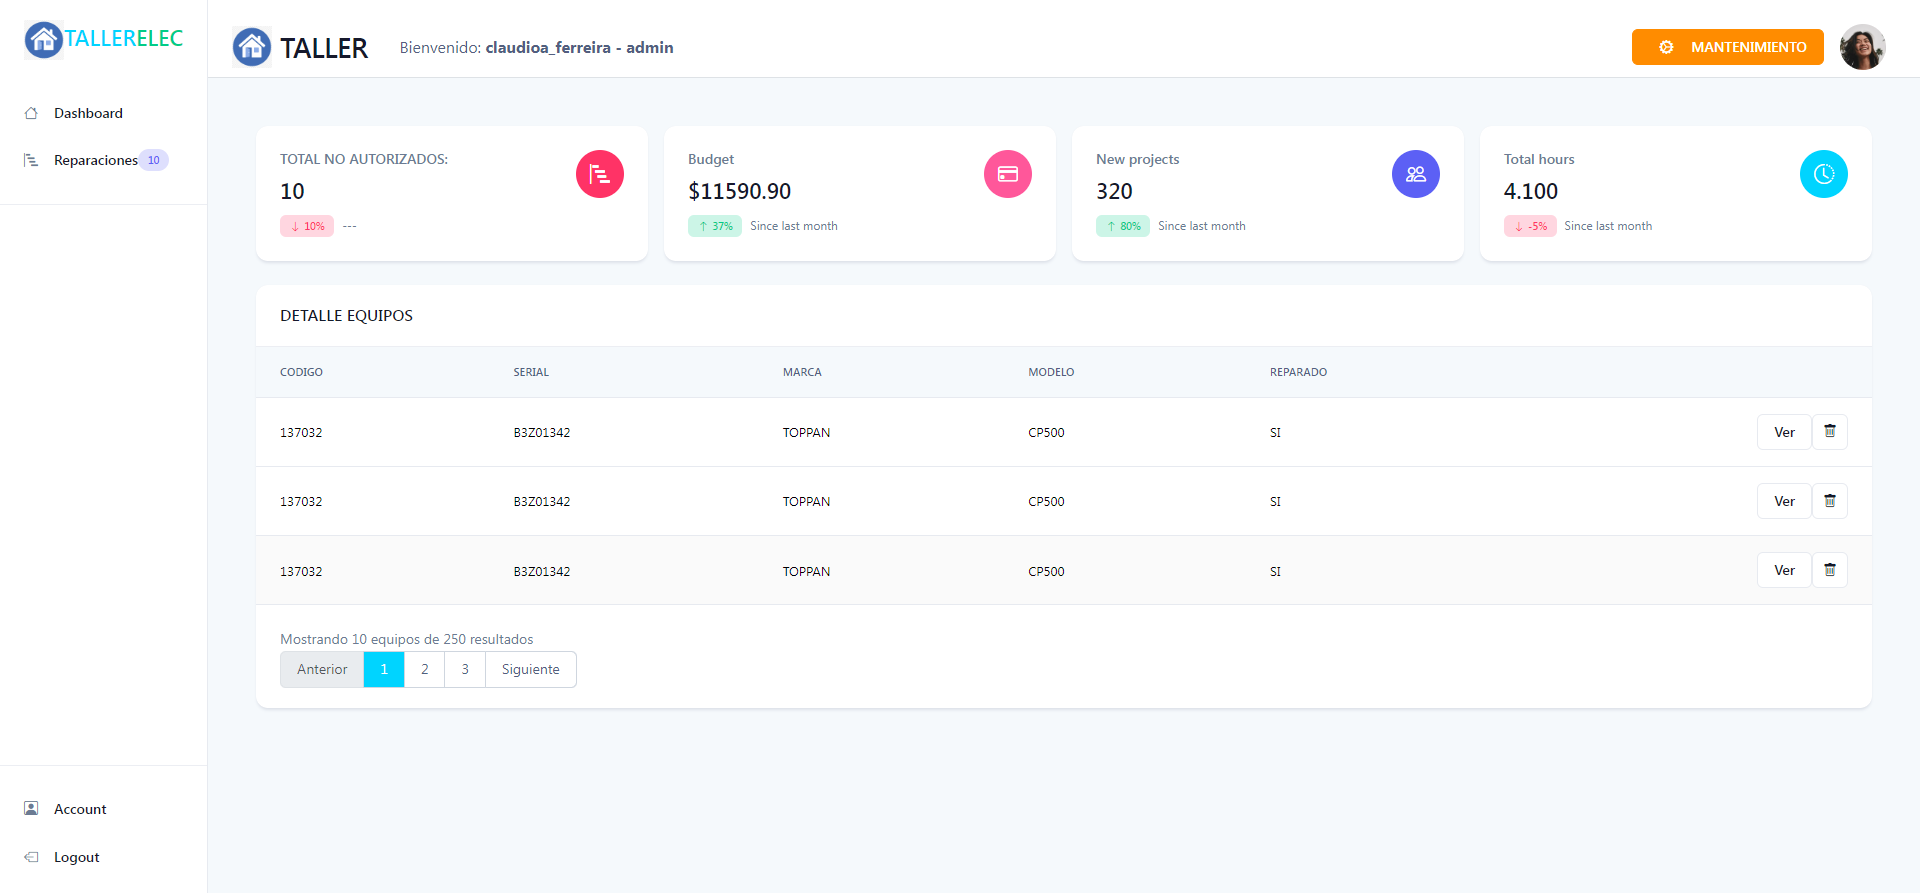 TALLERELEC
Dashboard
Reparaciones 10
Account
Logout
TALLER
Bienvenido: claudioa_ferreira - admin
MANTENIMIENTO
TOTAL NO AUTORIZADOS:
10
↓ 10% ---
Budget
$11590.90
↑ 37% Since last month
New projects
320
↑ 80% Since last month
Total hours
4.100
↓ -5% Since last month
DETALLE EQUIPOS
CODIGO SERIAL MARCA MODELO REPARADO
137032 B3Z01342 TOPPAN CP500 SI Ver
137032 B3Z01342 TOPPAN CP500 SI Ver
137032 B3Z01342 TOPPAN CP500 SI Ver
Mostrando 10 equipos de 250 resultados
Anterior 1 2 3 Siguiente